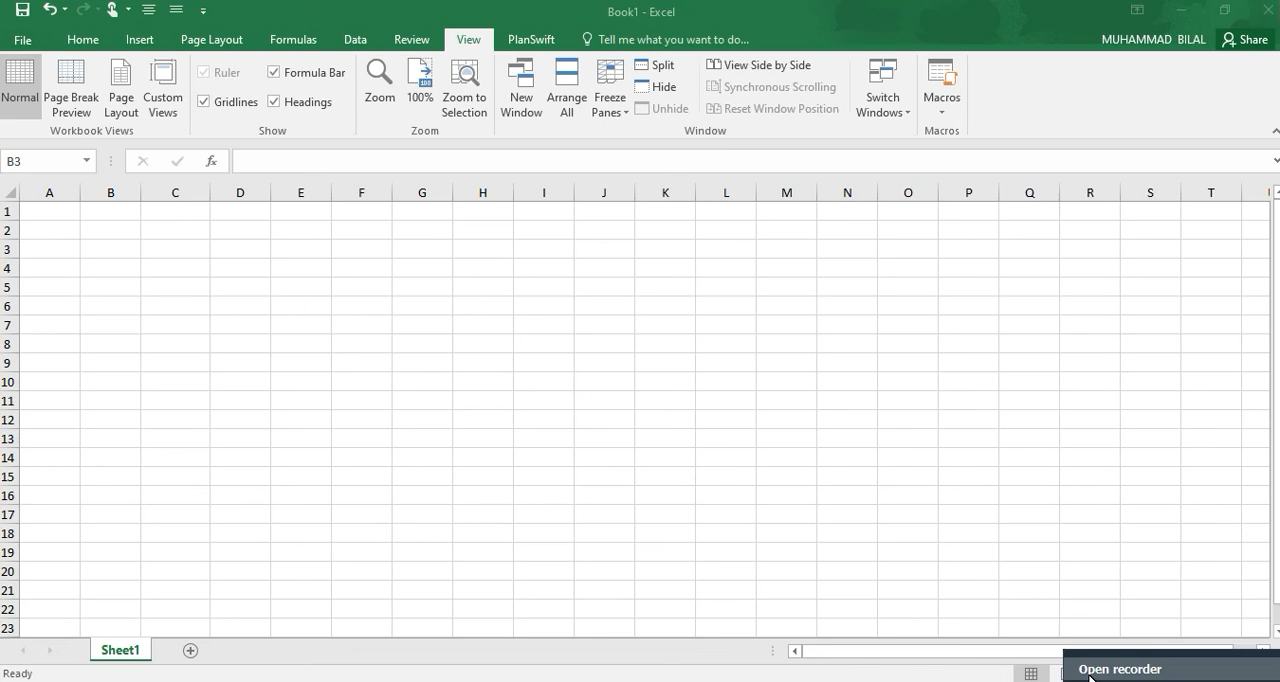 Book1 - Excel
File Home Insert Page Layout Formulas Data Review View PlanSwift Tell me what you want to do... MUHAMMAD BILAL Share
Normal Page Break Preview Page Layout Custom Views
Workbook Views
Ruler Formula Bar
Gridlines Headings
Show
Zoom 100% Zoom to Selection
Zoom
New Window Arrange All Freeze Panes
Split
Hide
Unhide
View Side by Side
Synchronous Scrolling
Reset Window Position
Switch Windows
Window
Macros
Macros
B3 fx
A B C D E F G H I J K L M N O P Q R S T
1
2
3
4
5
6
7
8
9
10
11
12
13
14
15
16
17
18
19
20
21
22
23
Sheet1
Ready
Open recorder